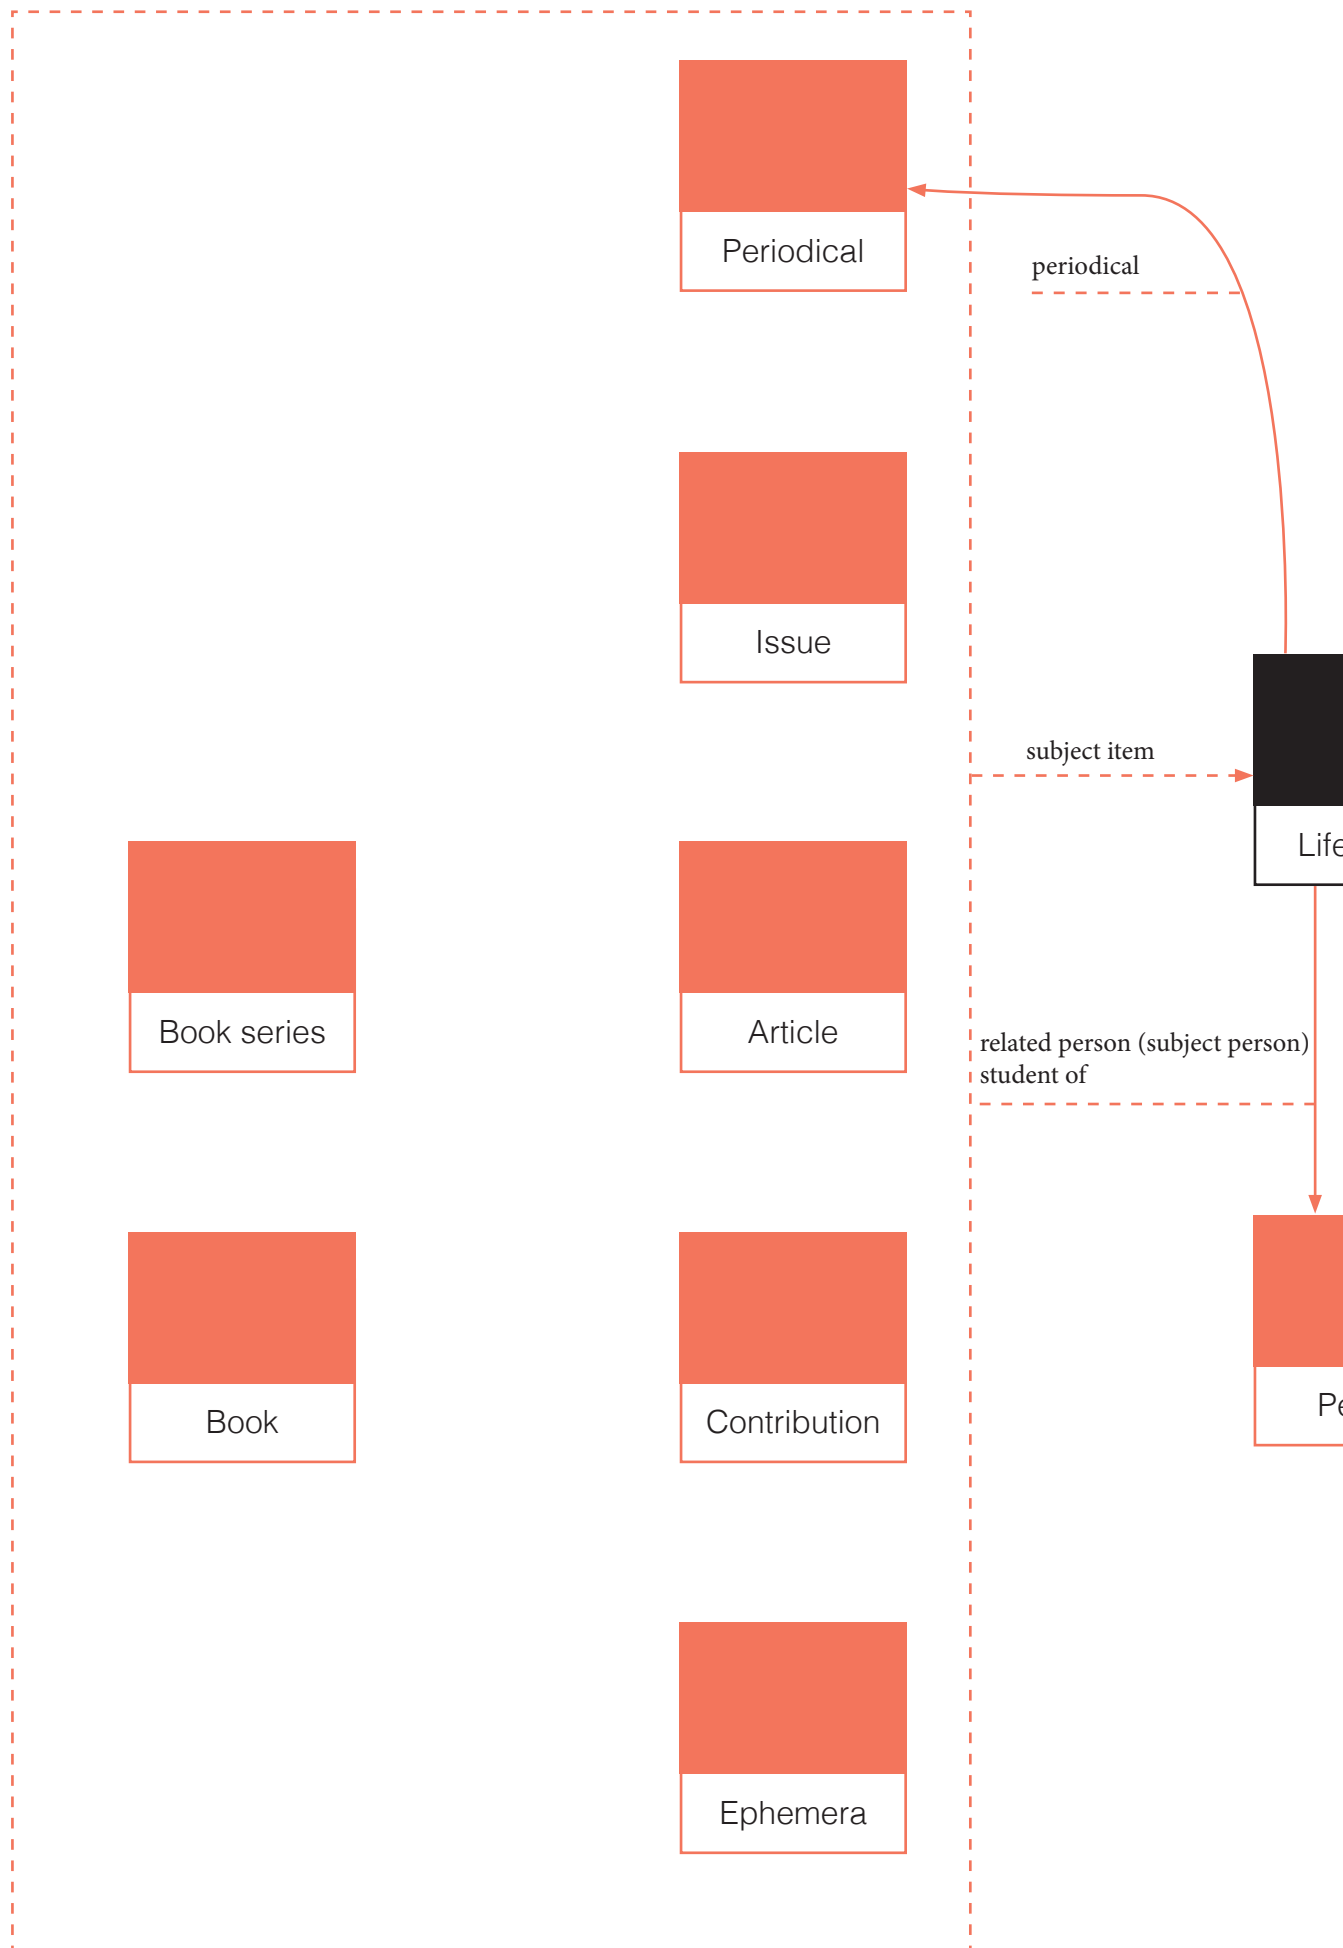 Periodical
periodical
Issue
subject item
Life
Book series
Article
related person (subject person)
student of
Book
Contribution
Pe
Ephemera